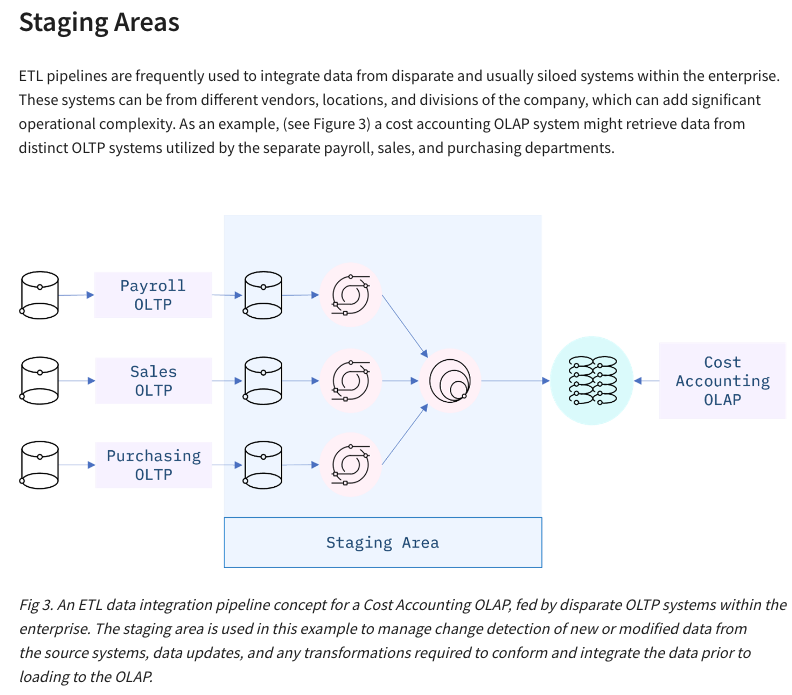 Staging Areas
ETL pipelines are frequently used to integrate data from disparate and usually siloed systems within the enterprise.
These systems can be from different vendors, locations, and divisions of the company, which can add significant
operational complexity. As an example, (see Figure 3) a cost accounting OLAP system might retrieve data from
distinct OLTP systems utilized by the separate payroll, sales, and purchasing departments.
Payroll
OLTP
Sales
OLTP
Purchasing
OLTP
Cost
Accounting
OLAP
Staging Area
Fig 3. An ETL data integration pipeline concept for a Cost Accounting OLAP, fed by disparate OLTP systems within the
enterprise. The staging area is used in this example to manage change detection of new or modified data from
the source systems, data updates, and any transformations required to conform and integrate the data prior to
loading to the OLAP.